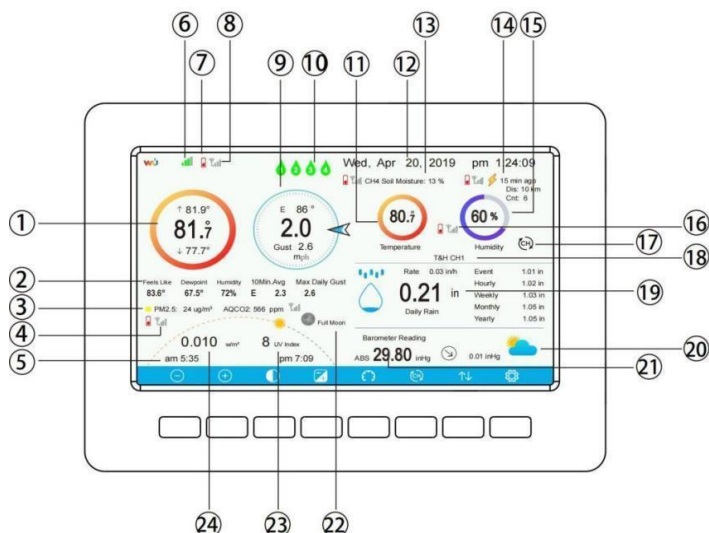 6 8 13 14 15
7 9 10 11 12
wu Wed, Apr 20, 2019 pm 1:24:09
1 2 3 4
CH4 Soil Moisture: 13 % 15 min ago
Dis: 10 km
Cnt: 6
↑ 81.9°
1 81.7°
↓ 77.7°
E 86°
2.0
Gust 2.6
mph
80.7°
Temperature
60 %
Humidity
16
CH 17
T&H CH1 18
2 Feels Like Dewpoint Humidity 10Min.Avg Max Daily Gust
83.6° 67.5° 72% E 2.3 2.6
3 PM2.5: 24 ug/m³ AQCO2: 566 ppm
4
Full Moon
0.010 w/m² 8 UV Index
5 am 5:35 pm 7:09
Rate 0.03 in/h
0.21 in 19
Daily Rain
Event 1.01 in
Hourly 1.02 in
Weekly 1.03 in
Monthly 1.05 in
Yearly 1.05 in
Barometer Reading
ABS 29.80 inHg 0.01 inHg
20
21
CH
24 23 22